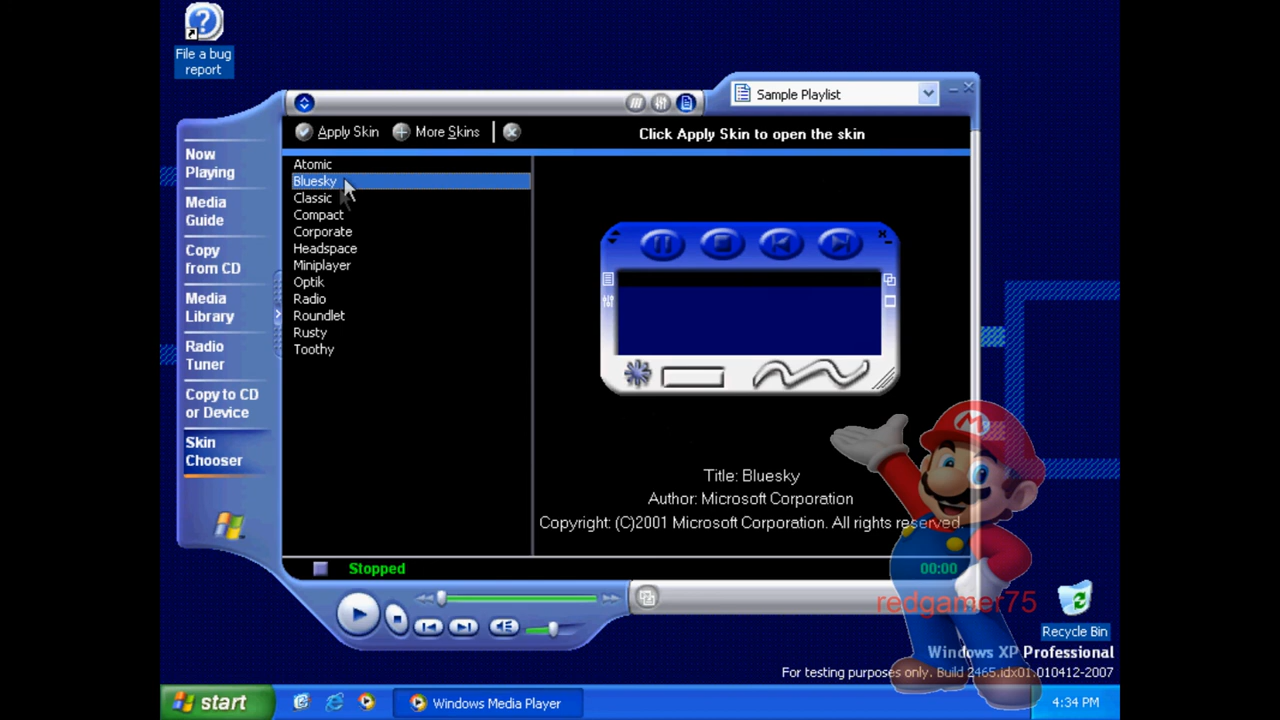 File a bug
report
Sample Playlist
Apply Skin
More Skins
Click Apply Skin to open the skin
Now
Playing
Media
Guide
Copy
from CD
Media
Library
Radio
Tuner
Copy to CD
or Device
Skin
Chooser
Atomic
Bluesky
Classic
Compact
Corporate
Headspace
Miniplayer
Optik
Radio
Roundlet
Rusty
Toothy
Title: Bluesky
Author: Microsoft Corporation
Copyright: (C)2001 Microsoft Corporation. All rights reserved.
Stopped
00:00
M
redgamer75
Recycle Bin
Windows XP Professional
For testing purposes only. Build 2465.idx01.010412-2007
start
Windows Media Player
4:34 PM